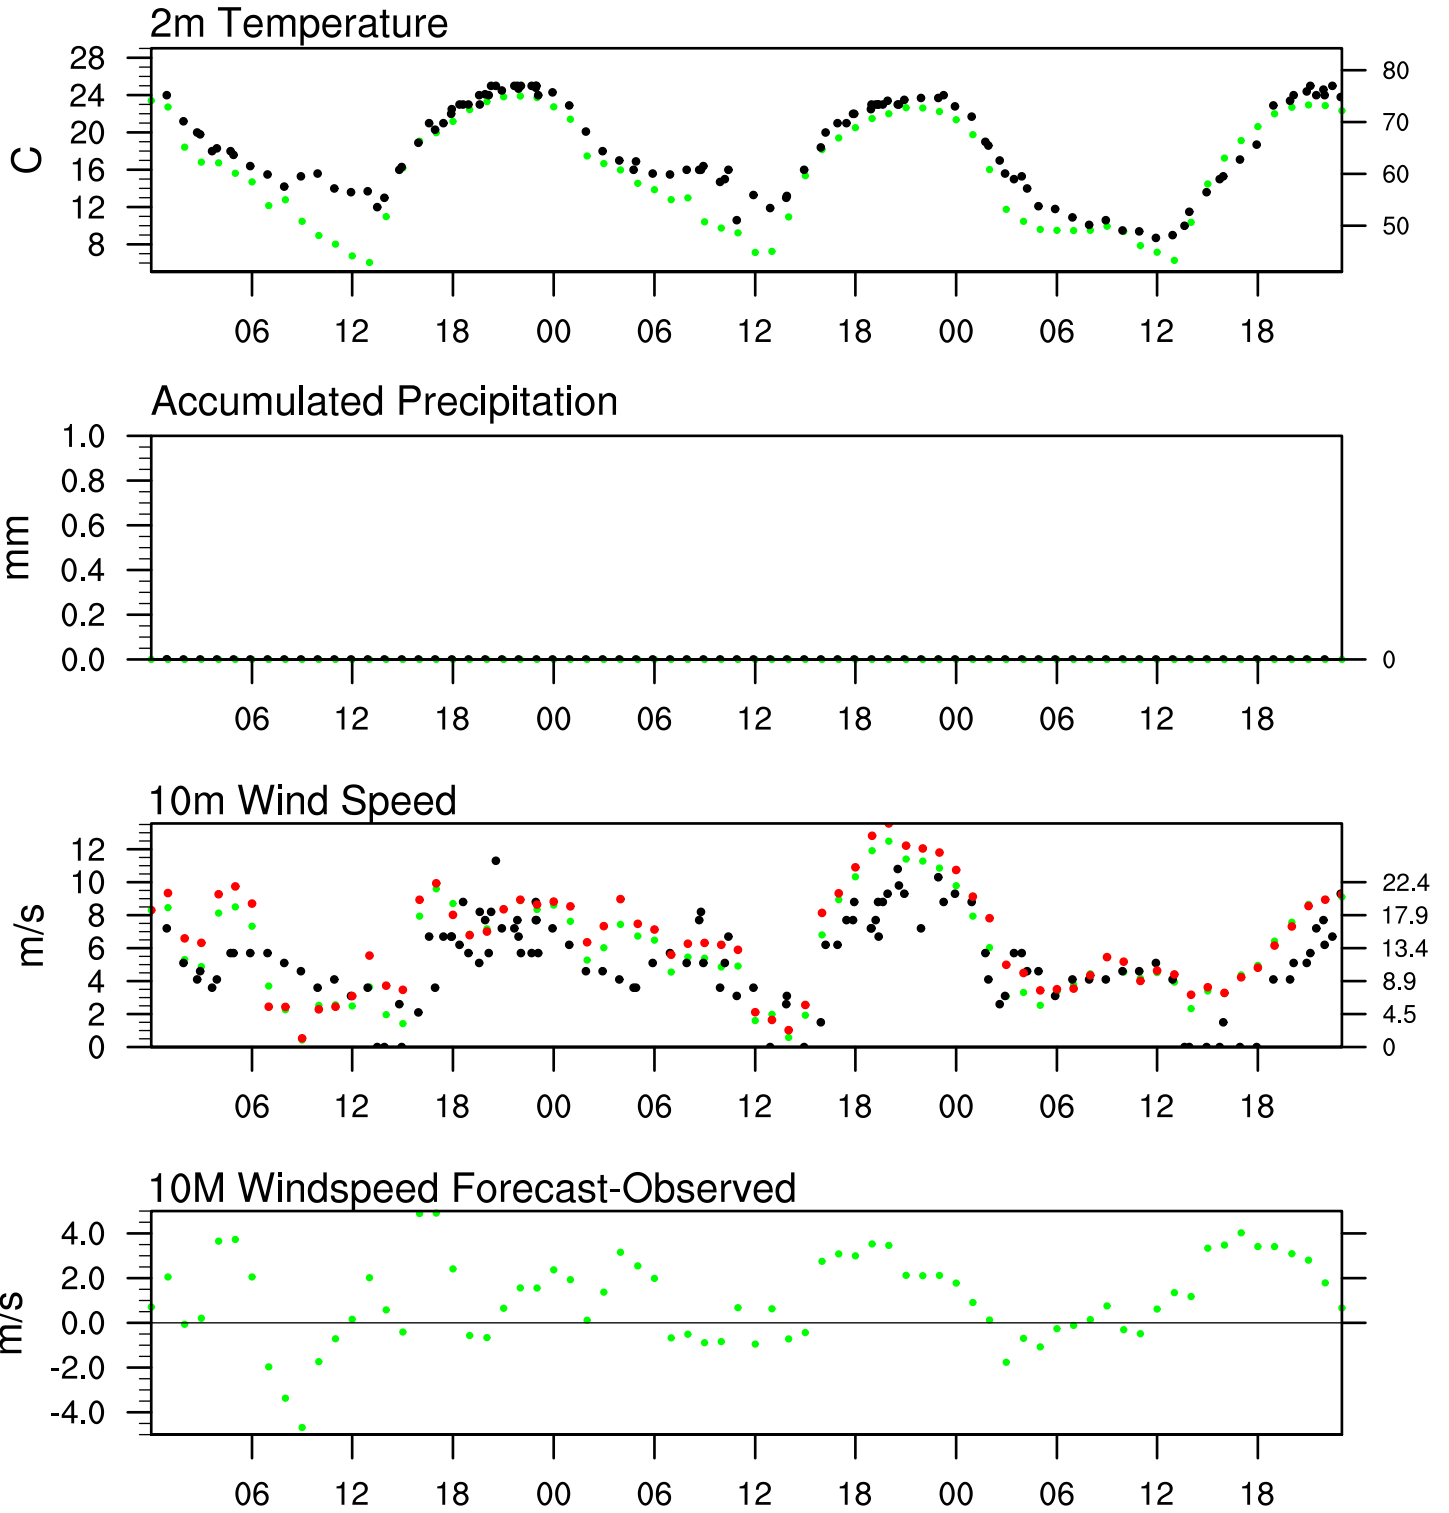 2m Temperature
28
24
20
16
12
8
C
80
70
60
50
06 12 18 00 06 12 18 00 06 12 18
Accumulated Precipitation
1.0
0.8
0.6
0.4
0.2
0.0
mm
0
06 12 18 00 06 12 18 00 06 12 18
10m Wind Speed
12
10
8
6
4
2
0
m/s
22.4
17.9
13.4
8.9
4.5
0
06 12 18 00 06 12 18 00 06 12 18
10M Windspeed Forecast-Observed
4.0
2.0
0.0
-2.0
-4.0
m/s
06 12 18 00 06 12 18 00 06 12 18